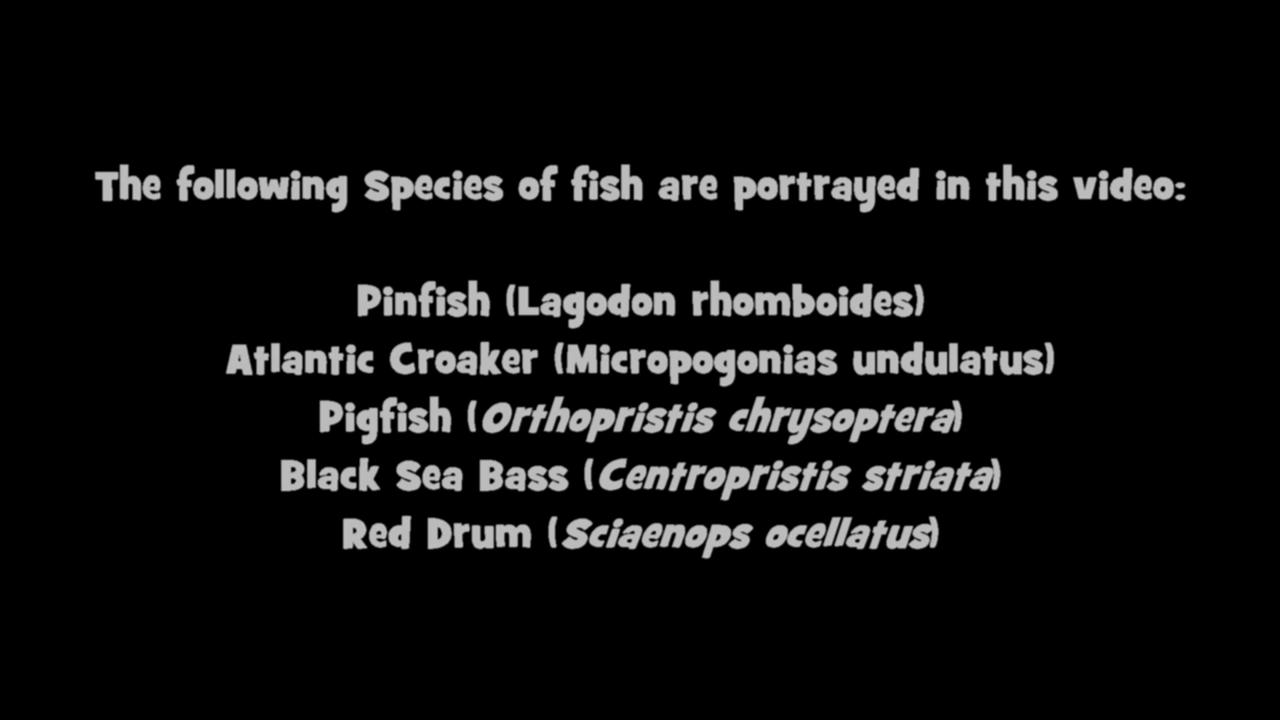 The following Species of fish are portrayed in this video:
Pinfish (Lagodon rhomboides)
Atlantic Croaker (Micropogonias undulatus)
Pigfish (Orthopristis chrysoptera)
Black Sea Bass (Centropristis striata)
Red Drum (Sciaenops ocellatus)